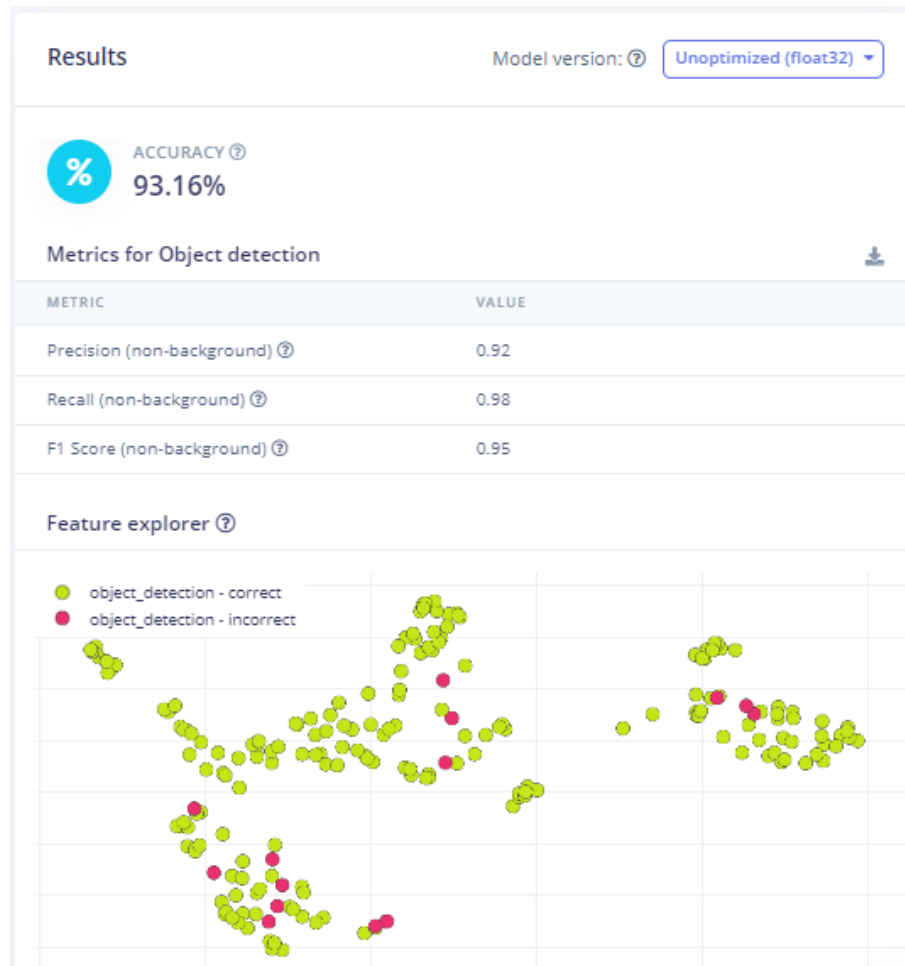 Results
Model version: ? Unoptimized (float32)
%
ACCURACY ?
93.16%
Metrics for Object detection
METRIC VALUE
Precision (non-background) ? 0.92
Recall (non-background) ? 0.98
F1 Score (non-background) ? 0.95
Feature explorer ?
object_detection - correct
object_detection - incorrect